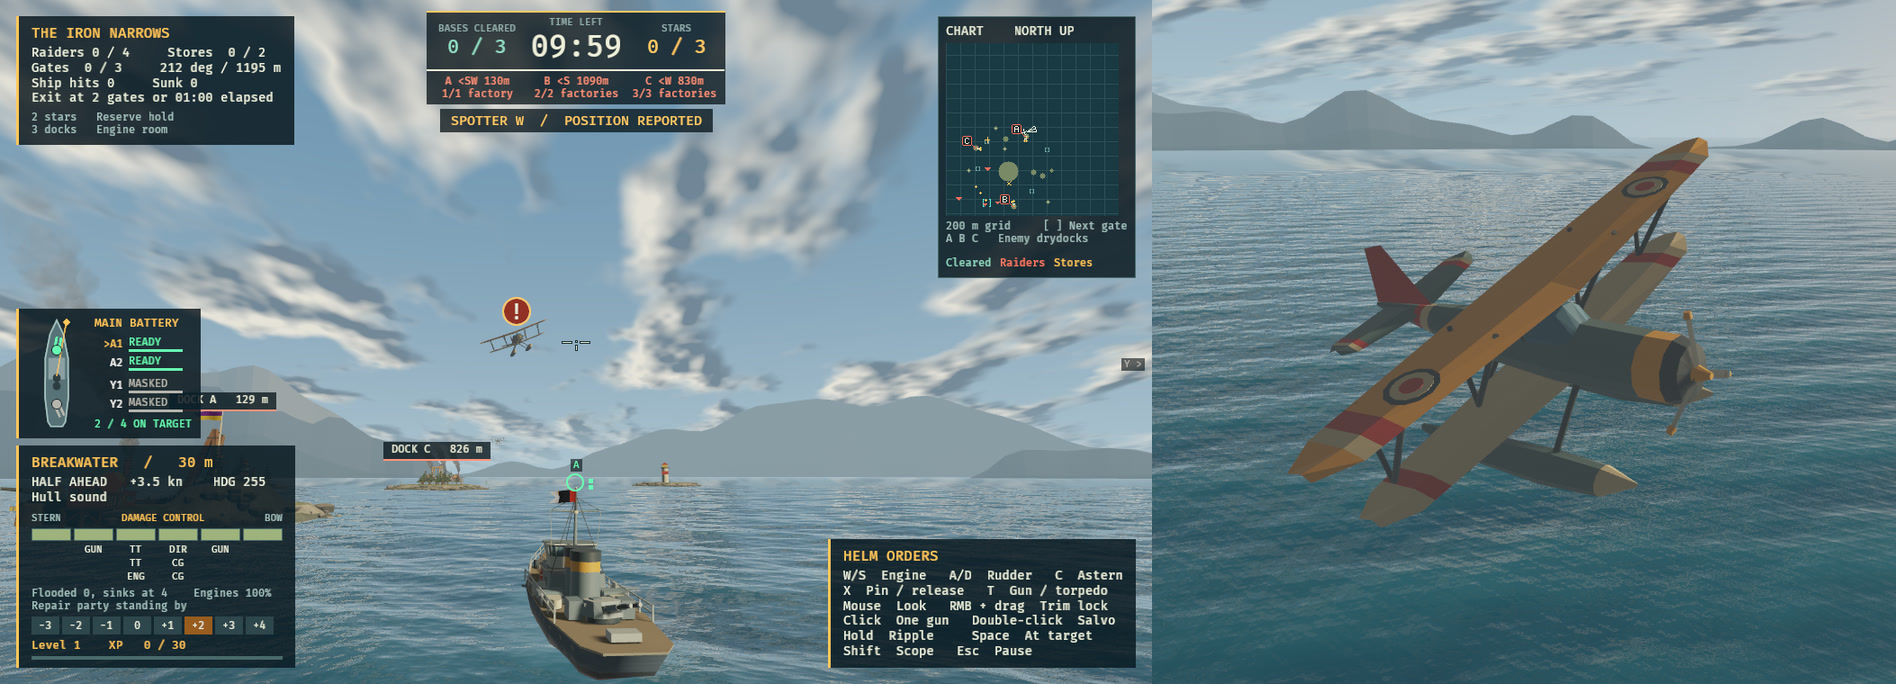 THE IRON NARROWS
Raiders 0 / 4 Stores 0 / 2
Gates 0 / 3 212 deg / 1195 m
Ship hits 0 Sunk 0
Exit at 2 gates or 01:00 elapsed
2 stars Reserve hold
3 docks Engine room
BASES CLEARED TIME LEFT STARS
0 / 3 09:59 0 / 3
A <SW 130m B <S 1090m C <W 830m
1/1 factory 2/2 factories 3/3 factories
SPOTTER W / POSITION REPORTED
CHART NORTH UP
A
C
B
200 m grid [ ] Next gate
A B C Enemy drydocks
Cleared Raiders Stores
!
MAIN BATTERY
>A1 READY
A2 READY
Y1 MASKED
Y2 MASKED
2 / 4 ON TARGET
DOCK A 129 m
DOCK C 826 m
A
Y >
BREAKWATER / 30 m
HALF AHEAD +3.5 kn HDG 255
Hull sound
STERN DAMAGE CONTROL BOW
GUN TT DIR GUN
TT CG
ENG CG
Flooded 0, sinks at 4 Engines 100%
Repair party standing by
-3 -2 -1 0 +1 +2 +3 +4
Level 1 XP 0 / 30
HELM ORDERS
W/S Engine A/D Rudder C Astern
X Pin / release T Gun / torpedo
Mouse Look RMB + drag Trim lock
Click One gun Double-click Salvo
Hold Ripple Space At target
Shift Scope Esc Pause